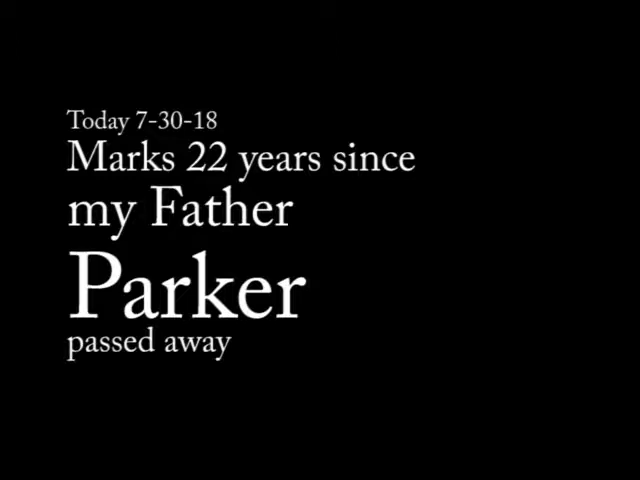 Today 7-30-18
Marks 22 years since
my Father
Parker
passed away